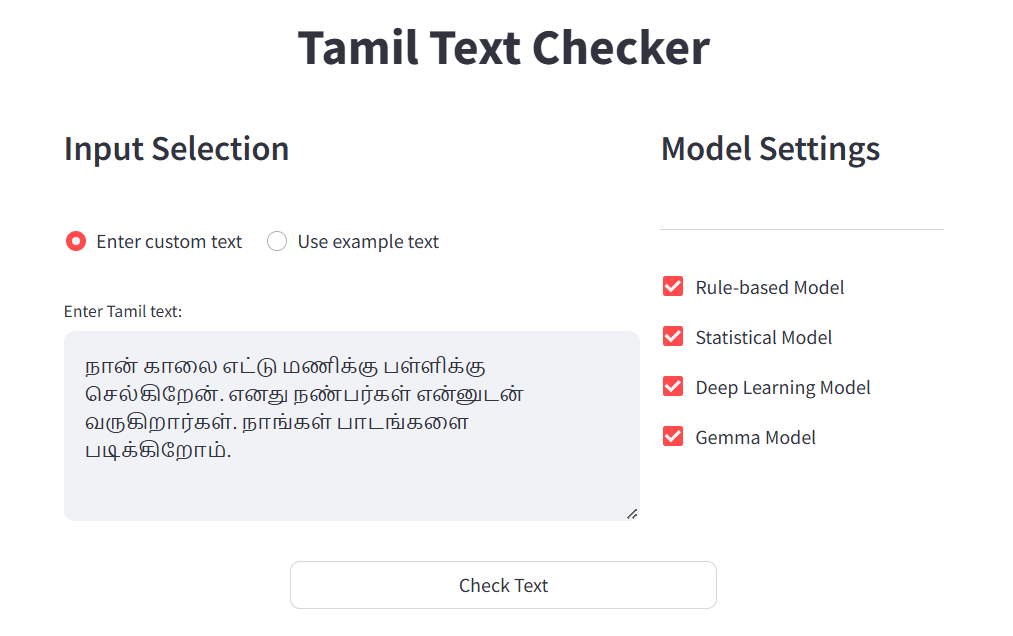 Tamil Text Checker
Input Selection
Model Settings
Enter custom text
Use example text
Enter Tamil text:
நான் காலை எட்டு மணிக்கு பள்ளிக்கு
செல்கிறேன். எனது நண்பர்கள் என்னுடன்
வருகிறார்கள். நாங்கள் பாடங்களை
படிக்கிறோம்.
Rule-based Model
Statistical Model
Deep Learning Model
Gemma Model
Check Text